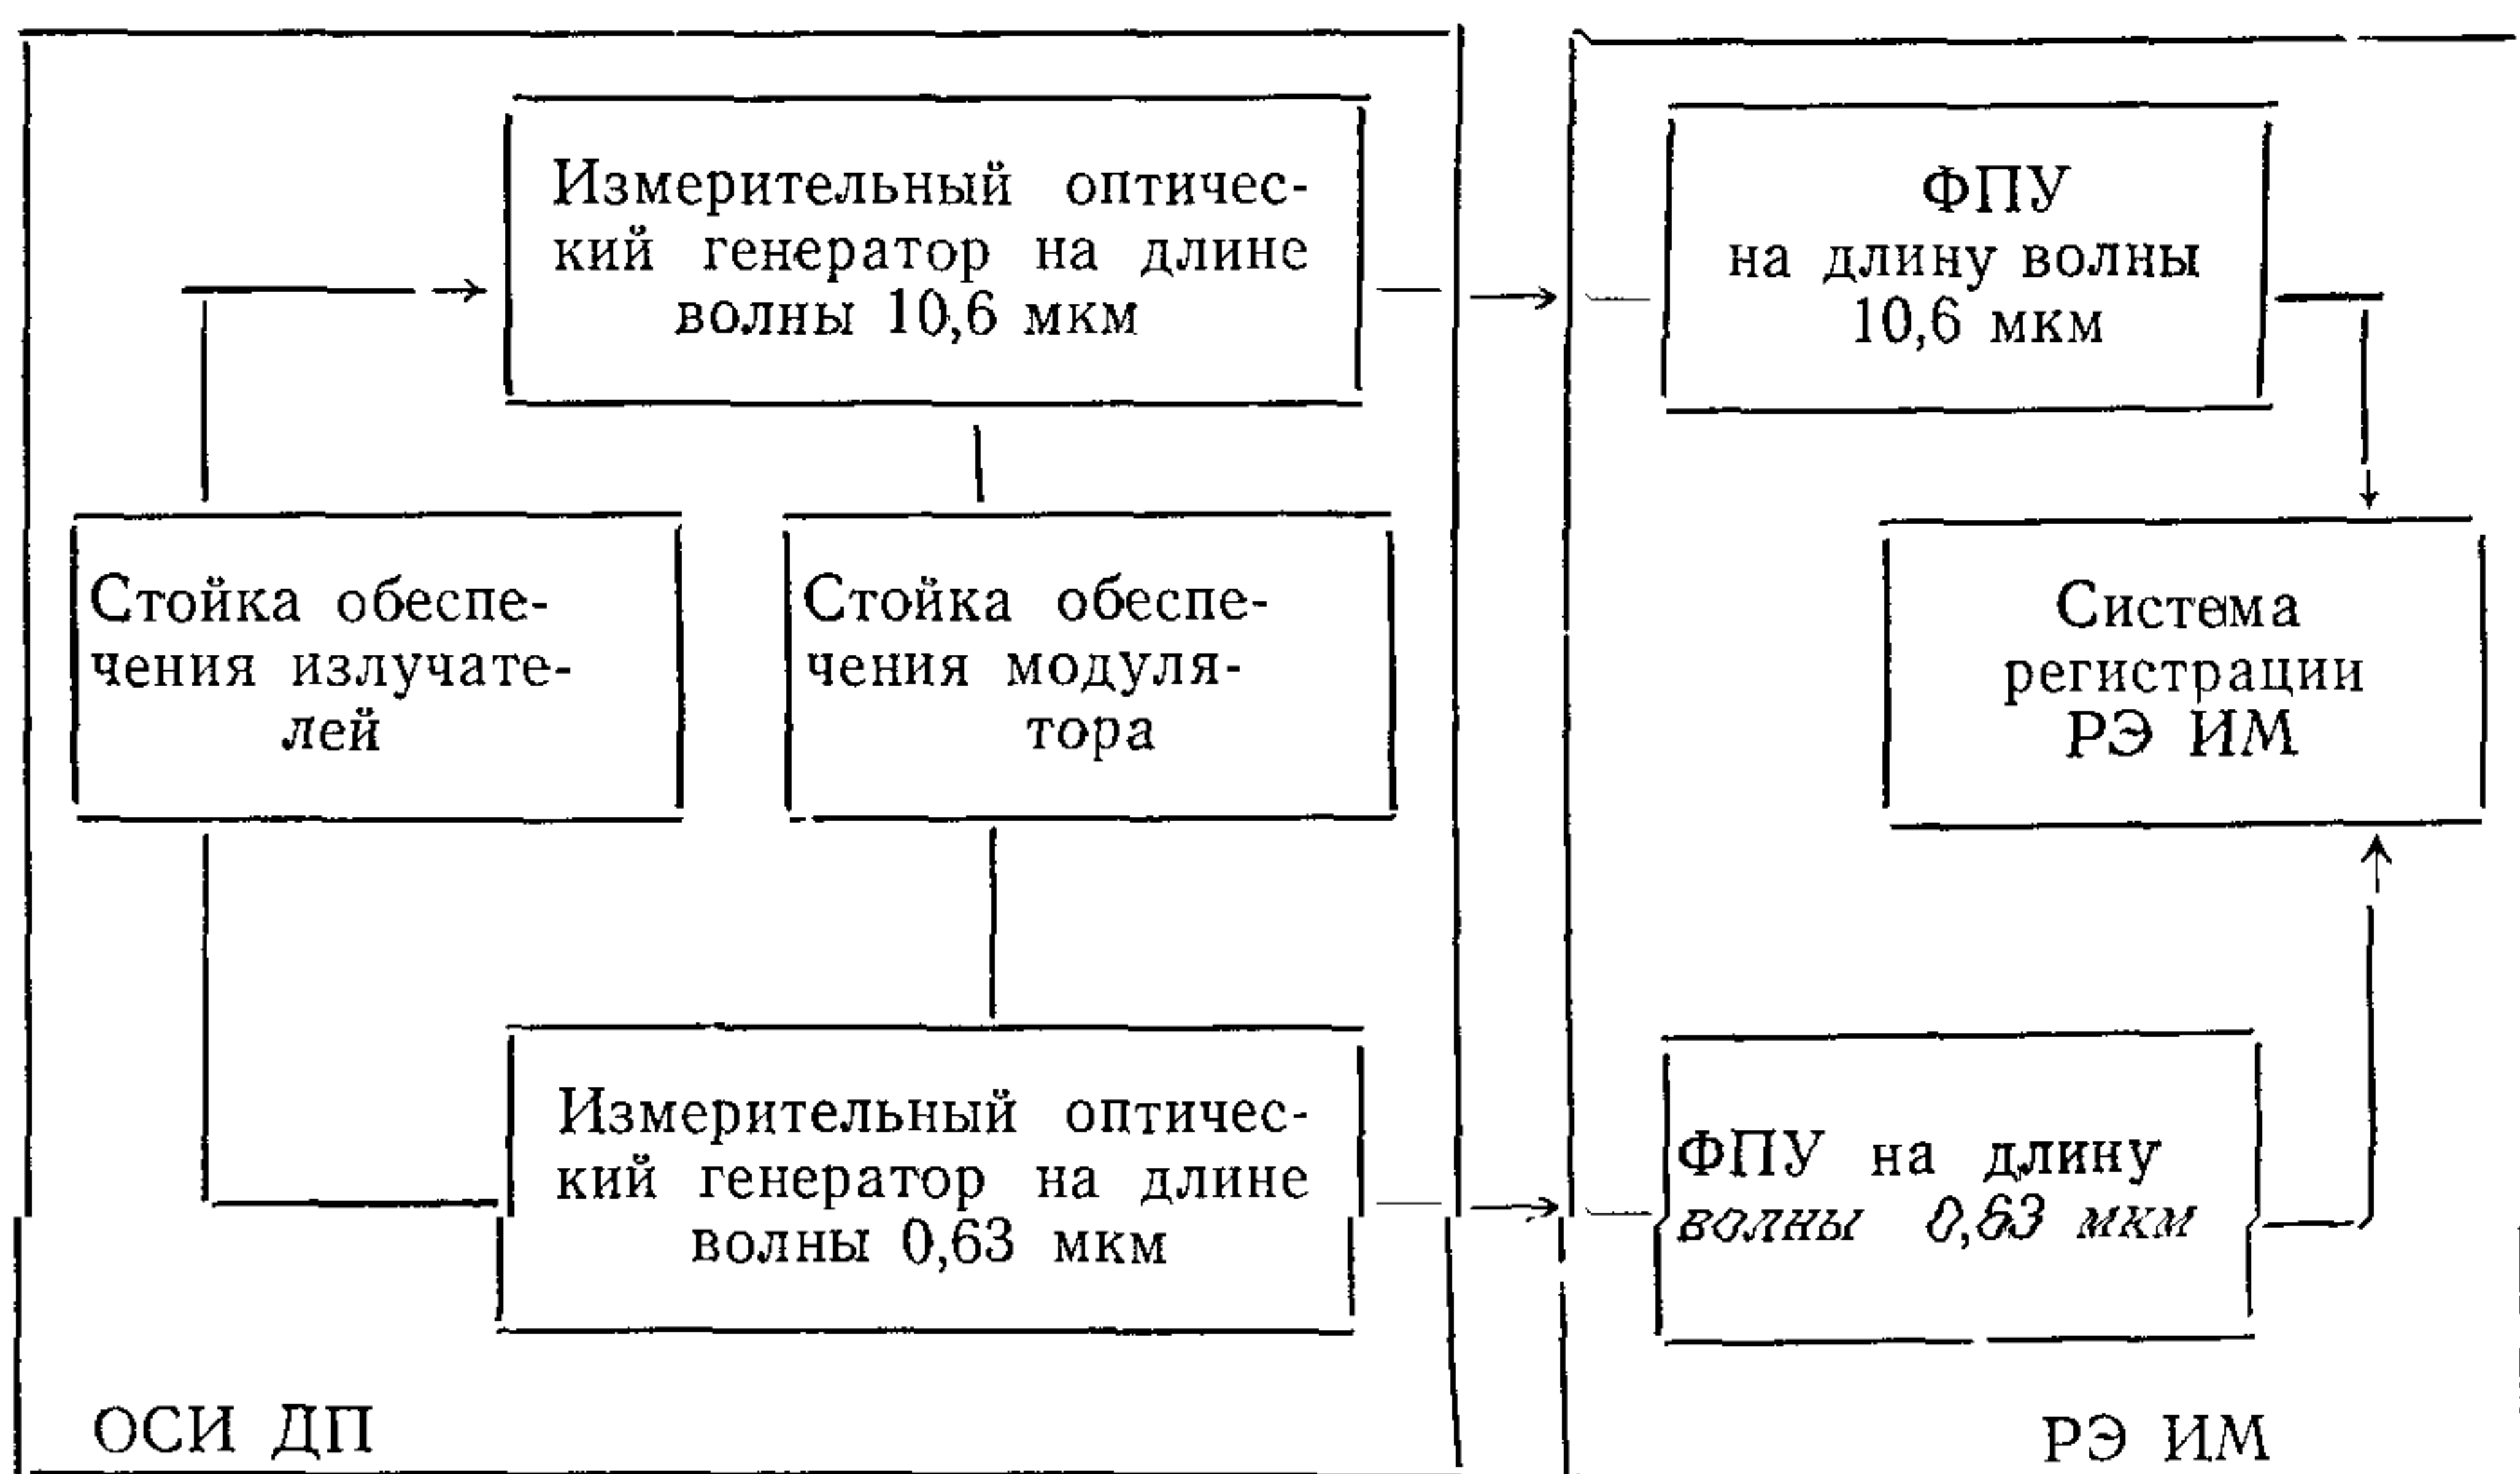 Измерительный оптичес-
кий генератор на длине
волны 10,6 мкм
ФПУ
на длину волны
10,6 мкм
Стойка обеспе-
чения излучате-
лей
Стойка обеспе-
чения модуля-
тора
Система
регистрации
РЭ ИМ
Измерительный оптичес-
кий генератор на длине
волны 0,63 мкм
ФПУ на длину
волны 0,63 мкм
ОСИ ДП
РЭ ИМ